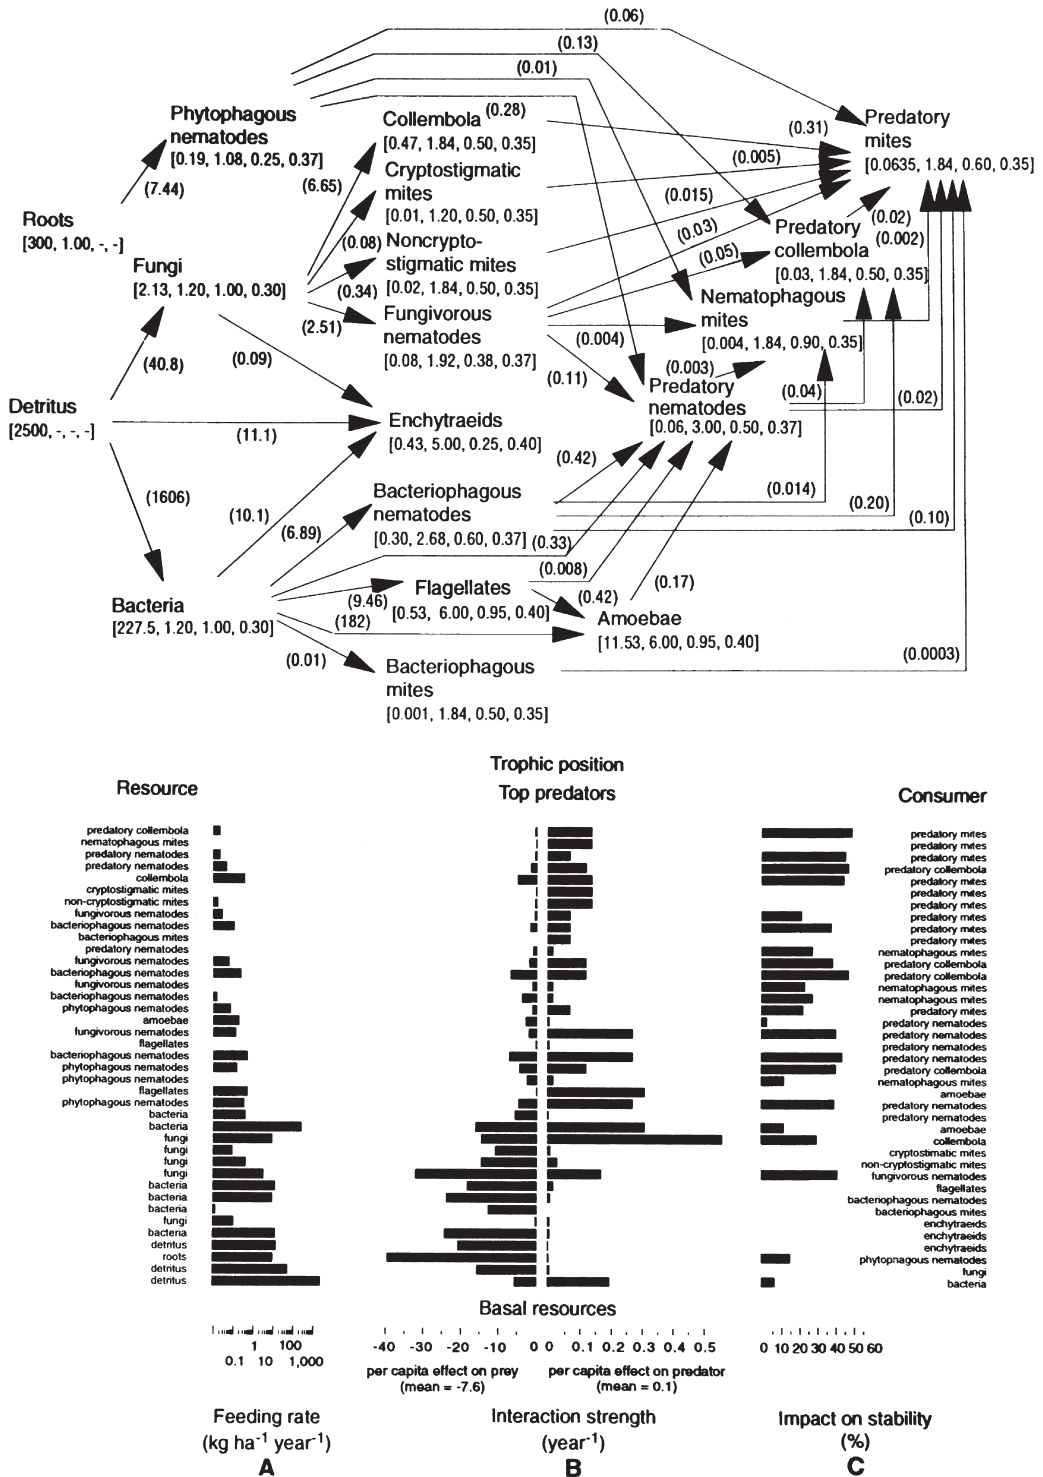 (0.06)
(0.13)
(0.01)
Phytophagous
nematodes
[0.19, 1.08, 0.25, 0.37]
(7.44)
Roots
[300, 1.00, -, -]
Fungi
[2.13, 1.20, 1.00, 0.30]
(40.8)
(0.09)
Detritus
[2500, -, -, -]
(11.1)
(1606)
(10.1)
(6.89)
Bacteria
[227.5, 1.20, 1.00, 0.30]
(6.65)
(0.08)
(0.34)
(2.51)
Collembola
(0.28)
[0.47, 1.84, 0.50, 0.35]
Cryptostigmatic
mites
[0.01, 1.20, 0.50, 0.35]
Noncrypto-
stigmatic mites
[0.02, 1.84, 0.50, 0.35]
Fungivorous
nematodes
[0.08, 1.92, 0.38, 0.37]
Enchytraeids
[0.43, 5.00, 0.25, 0.40]
Bacteriophagous
nematodes
[0.30, 2.68, 0.60, 0.37]
(0.33)
(0.008)
Flagellates
[0.53, 6.00, 0.95, 0.40]
(9.46)
(182)
(0.01)
(0.42)
Amoebae
[11.53, 6.00, 0.95, 0.40]
(0.17)
Bacteriophagous
mites
[0.001, 1.84, 0.50, 0.35]
(0.0003)
Predatory
mites
[0.0635, 1.84, 0.60, 0.35]
(0.31)
(0.005)
(0.015)
(0.03)
(0.05)
(0.02)
(0.002)
Predatory
collembola
[0.03, 1.84, 0.50, 0.35]
Nematophagous
mites
[0.004, 1.84, 0.90, 0.35]
(0.004)
(0.11)
(0.003)
Predatory
nematodes
[0.06, 3.00, 0.50, 0.37]
(0.04)
(0.02)
(0.42)
(0.014)
(0.20)
(0.10)
Trophic position
Resource
Top predators
Consumer
predatory collembola predatory mites
nematophagous mites predatory mites
predatory nematodes predatory mites
predatory nematodes predatory collembola
collembola predatory mites
cryptostigmatic mites predatory mites
non-cryptostigmatic mites predatory mites
fungivorous nematodes predatory mites
bacteriophagous nematodes predatory mites
bacteriophagous mites predatory mites
predatory nematodes nematophagous mites
fungivorous nematodes predatory collembola
bacteriophagous nematodes predatory collembola
fungivorous nematodes nematophagous mites
bacteriophagous nematodes nematophagous mites
phytophagous nematodes predatory mites
amoebae predatory nematodes
fungivorous nematodes predatory nematodes
flagellates predatory nematodes
bacteriophagous nematodes predatory nematodes
phytophagous nematodes predatory collembola
phytophagous nematodes nematophagous mites
flagellates amoebae
phytophagous nematodes predatory nematodes
bacteria predatory nematodes
bacteria amoebae
fungi collembola
fungi cryptostimatic mites
fungi non-cryptostigmatic mites
fungi fungivorous nematodes
bacteria flagellates
bacteria bacteriophagous nematodes
bacteria bacteriophagous mites
fungi enchytraeids
bacteria enchytraeids
detritus enchytraeids
roots phytopnagous nematodes
detritus fungi
detritus bacteria
Basal resources
1 100
0.1 10 1,000
-40 -30 -20 -10 0 0 0.1 0.2 0.3 0.4 0.5
0 10 20 30 40 50 60
per capita effect on prey
(mean = -7.6)
per capita effect on predator
(mean = 0.1)
Feeding rate
(kg ha-1 year-1)
A
Interaction strength
(year-1)
B
Impact on stability
(%)
C